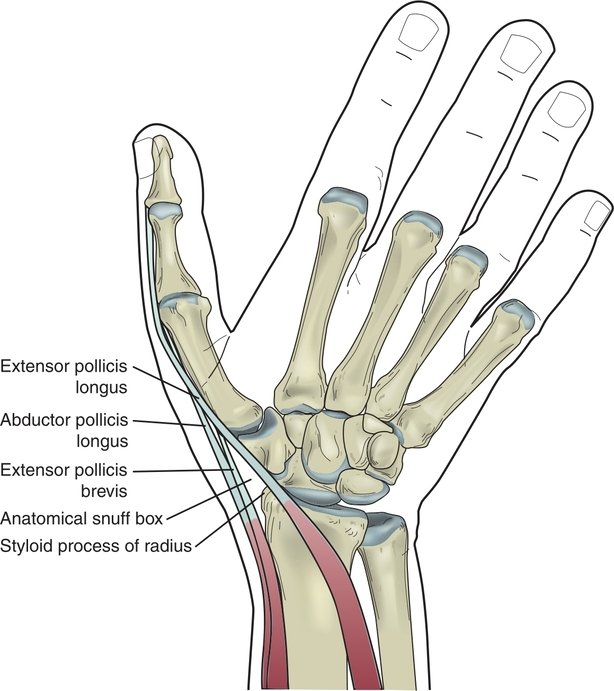 Extensor pollicis
longus
Abductor pollicis
longus
Extensor pollicis
brevis
Anatomical snuff box
Styloid process of radius